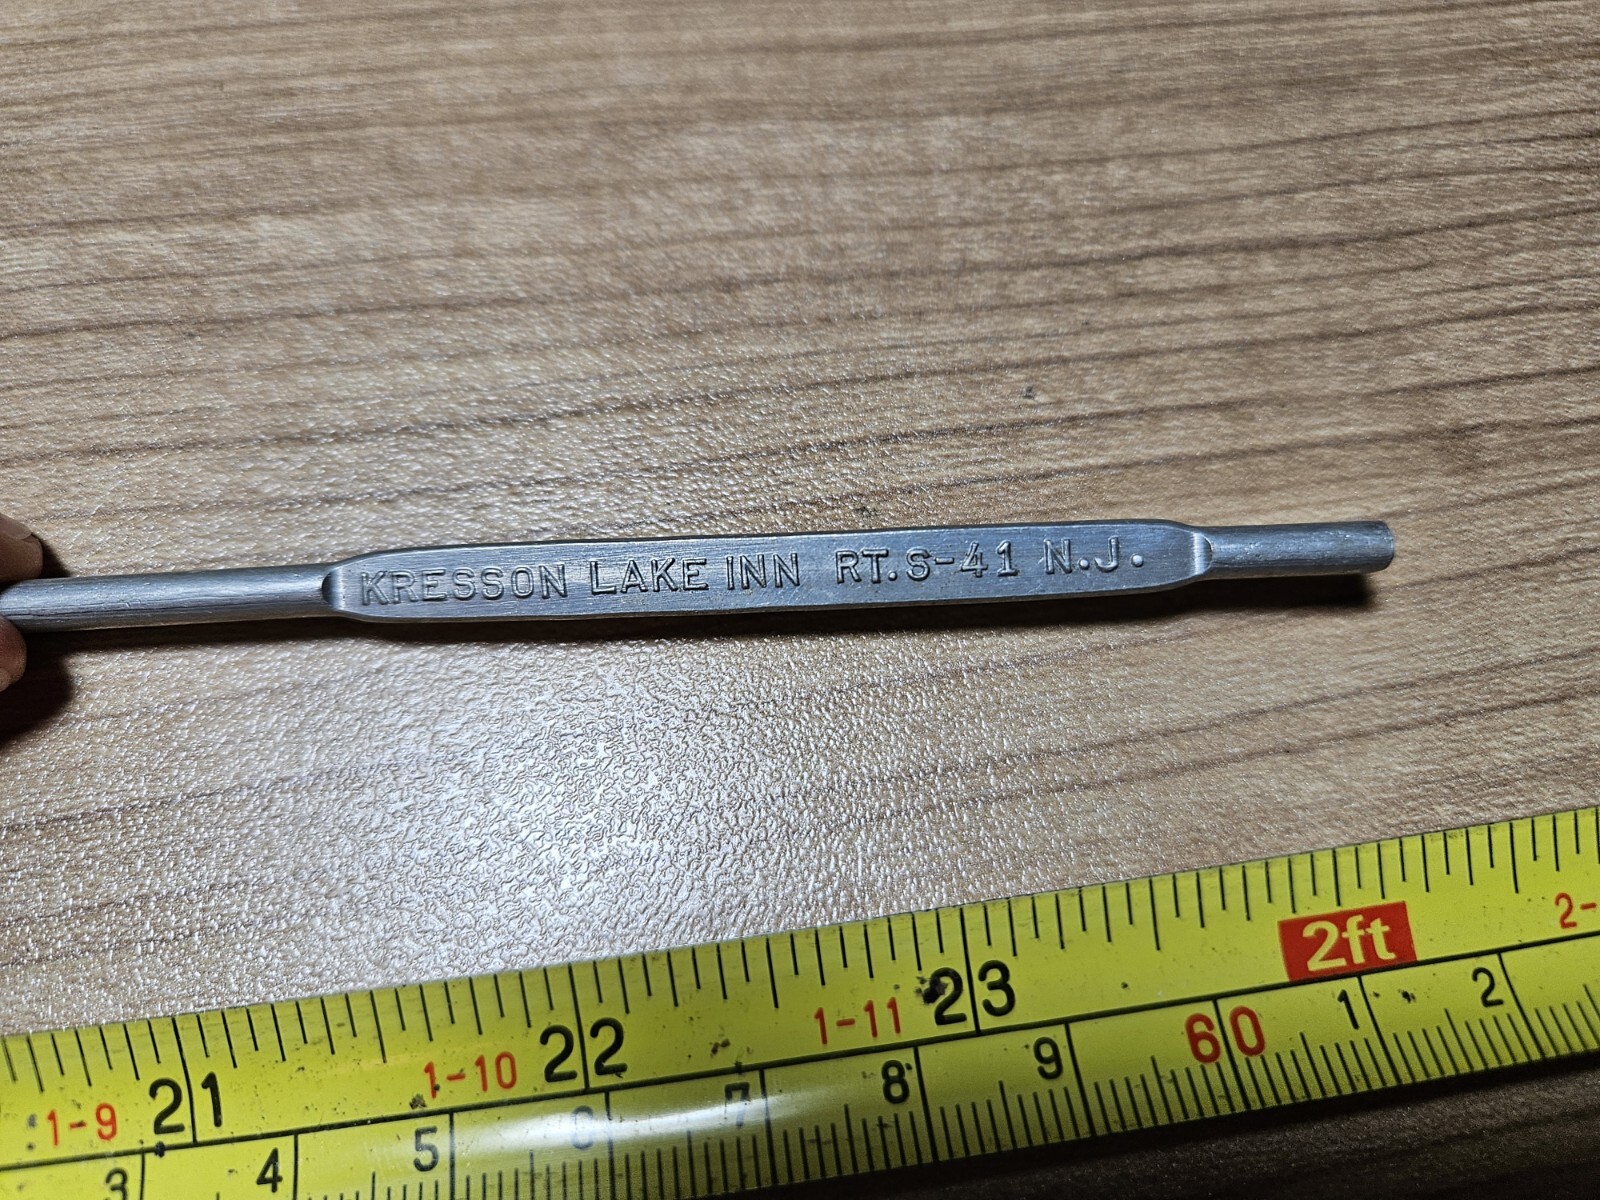 KRESSON LAKE INN RT. S-41 N.J.
1-9 21 1-10 22 1-11 23 2ft 2-
3 4 5 6 7 8 9 60 1 2